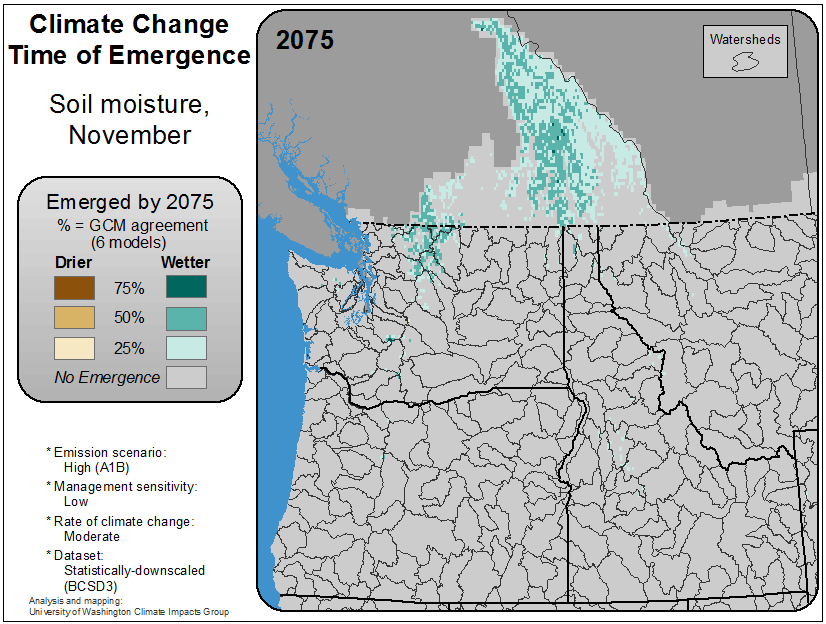 Climate Change
Time of Emergence
Soil moisture,
November
Emerged by 2075
% = GCM agreement
(6 models)
Drier Wetter
75%
50%
25%
No Emergence
* Emission scenario:
High (A1B)
* Management sensitivity:
Low
* Rate of climate change:
Moderate
* Dataset:
Statistically-downscaled
(BCSD3)
Analysis and mapping:
University of Washington Climate Impacts Group
2075
Watersheds